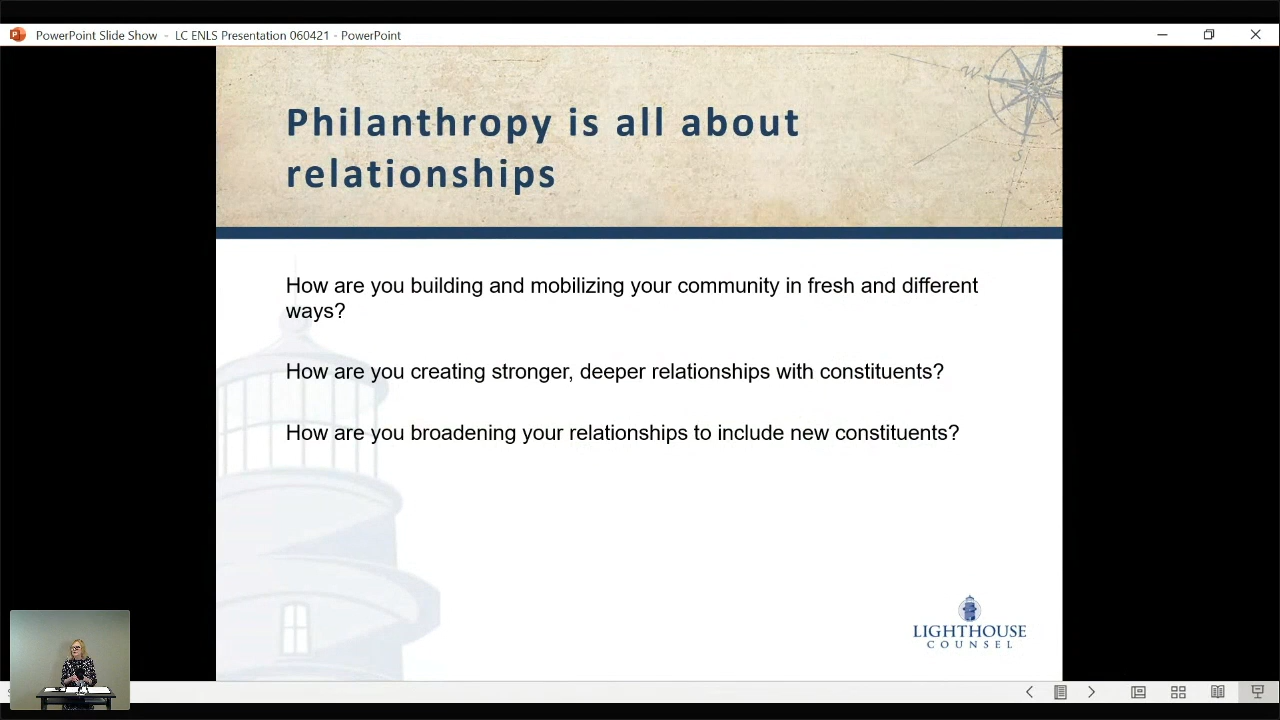 PowerPoint Slide Show - LC ENLS Presentation 060421 - PowerPoint
W
S
Philanthropy is all about
relationships
How are you building and mobilizing your community in fresh and different
ways?
How are you creating stronger, deeper relationships with constituents?
How are you broadening your relationships to include new constituents?
LIGHTHOUSE
COUNSEL